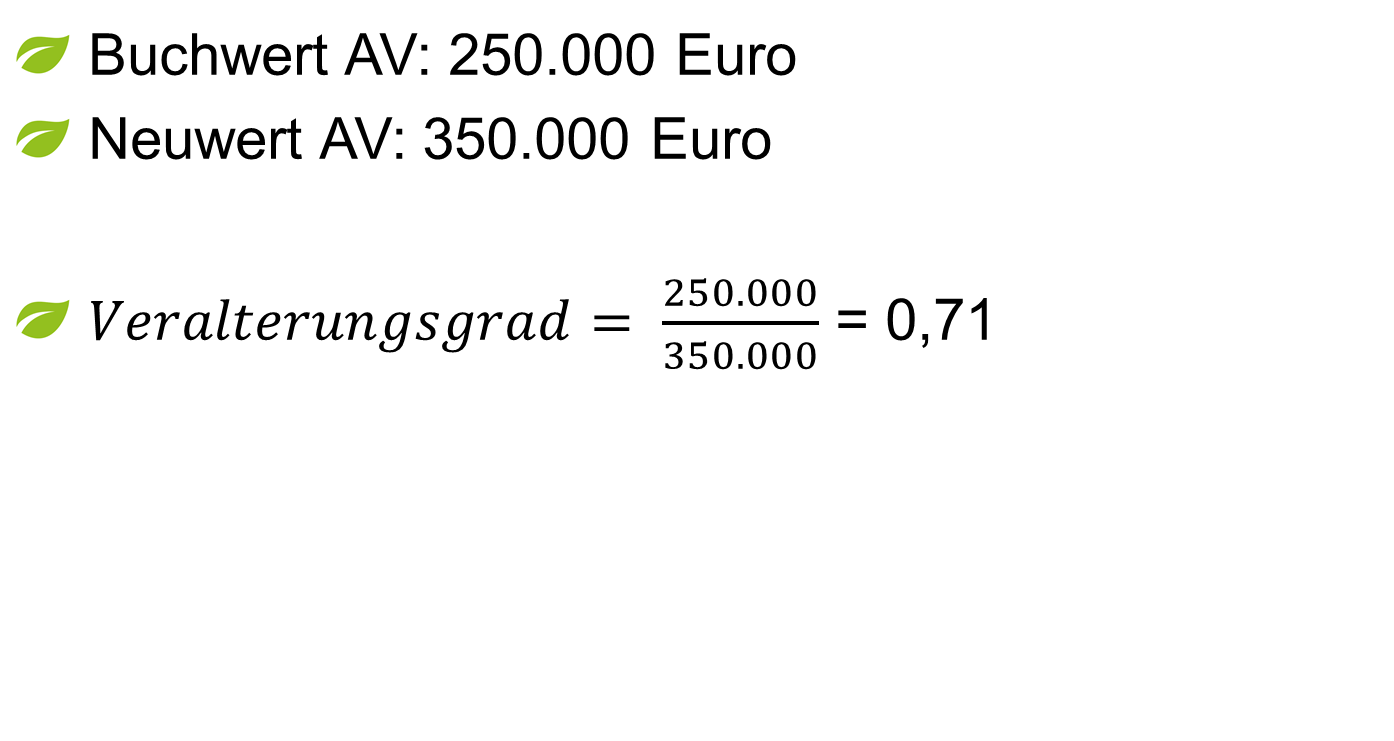 Buchwert AV: 250.000 Euro
Neuwert AV: 350.000 Euro
Veralterungsgrad = 250.000/350.000 = 0,71